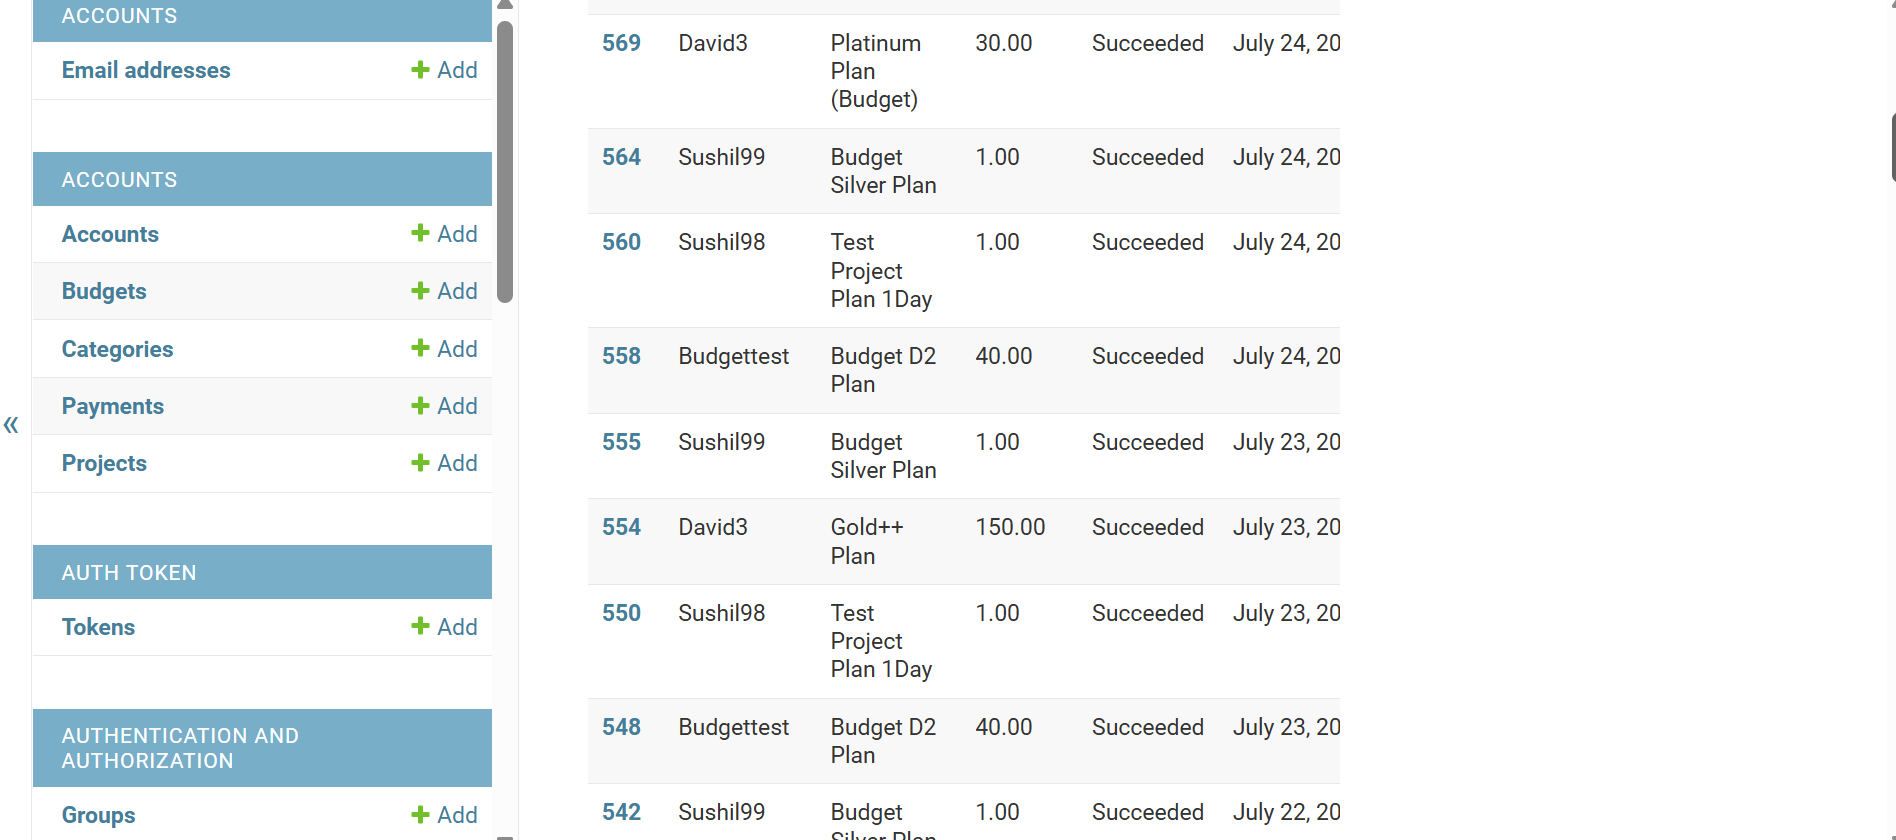 ACCOUNTS
Email addresses Add
ACCOUNTS
Accounts Add
Budgets Add
Categories Add
Payments Add
Projects Add
AUTH TOKEN
Tokens Add
AUTHENTICATION AND
AUTHORIZATION
Groups Add
«
569 David3 Platinum 30.00 Succeeded July 24, 20
Plan
(Budget)
564 Sushil99 Budget 1.00 Succeeded July 24, 20
Silver Plan
560 Sushil98 Test 1.00 Succeeded July 24, 20
Project
Plan 1Day
558 Budgettest Budget D2 40.00 Succeeded July 24, 20
Plan
555 Sushil99 Budget 1.00 Succeeded July 23, 20
Silver Plan
554 David3 Gold++ 150.00 Succeeded July 23, 20
Plan
550 Sushil98 Test 1.00 Succeeded July 23, 20
Project
Plan 1Day
548 Budgettest Budget D2 40.00 Succeeded July 23, 20
Plan
542 Sushil99 Budget 1.00 Succeeded July 22, 20
Silver Plan